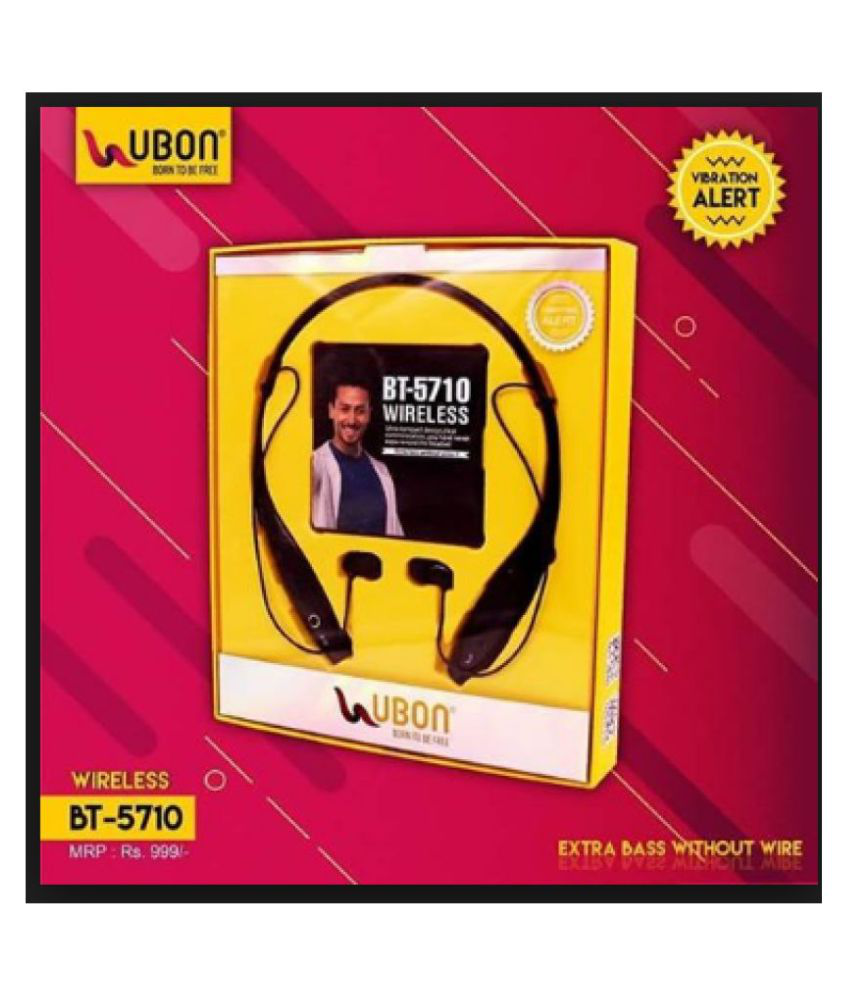 UBON®
BORN TO BE FREE
VIBRATION
ALERT
ALERT
BT-5710
WIRELESS
UBON®
BORN TO BE FREE
WIRELESS
BT-5710
MRP : Rs. 999/-
EXTRA BASS WITHOUT WIRE